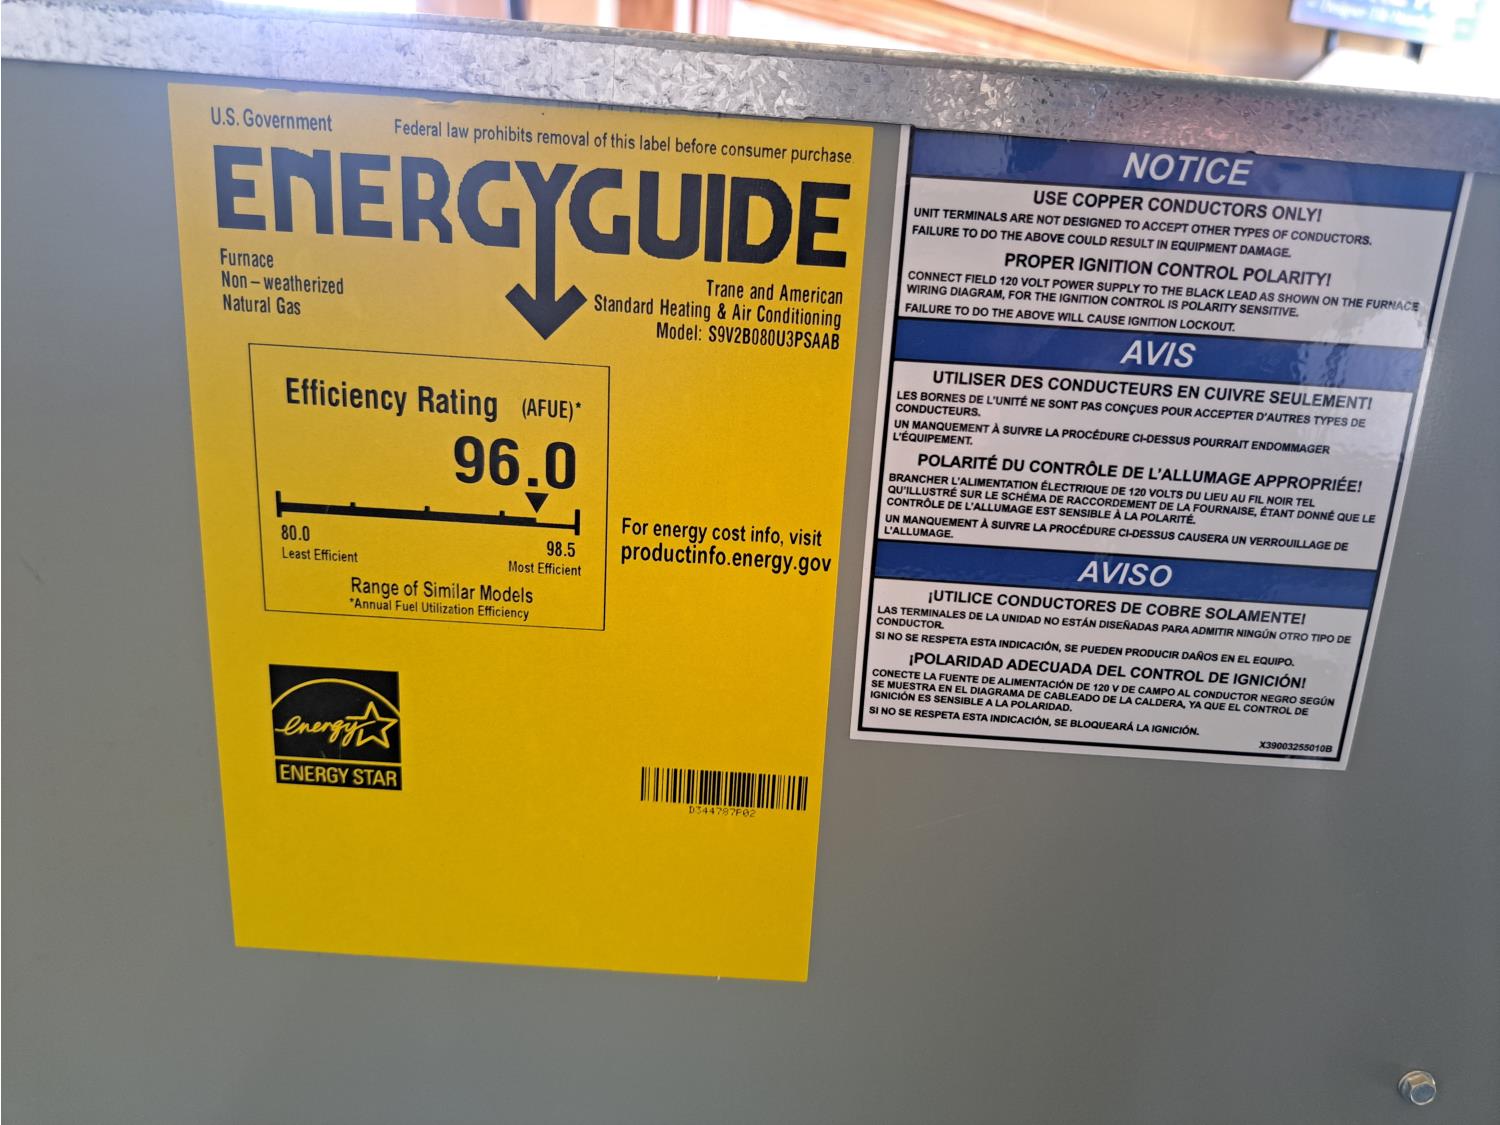 U.S. Government
Federal law prohibits removal of this label before consumer purchase.
ENERGYGUIDE
Furnace
Non – weatherized
Natural Gas
Trane and American
Standard Heating & Air Conditioning
Model: S9V2B080U3PSAAB
Efficiency Rating (AFUE)*
96.0
80.0
Least Efficient
98.5
Most Efficient
Range of Similar Models
*Annual Fuel Utilization Efficiency
For energy cost info, visit
productinfo.energy.gov
energy
ENERGY STAR
D344787P02
NOTICE
USE COPPER CONDUCTORS ONLY!
UNIT TERMINALS ARE NOT DESIGNED TO ACCEPT OTHER TYPES OF CONDUCTORS.
FAILURE TO DO THE ABOVE COULD RESULT IN EQUIPMENT DAMAGE.
PROPER IGNITION CONTROL POLARITY!
CONNECT FIELD 120 VOLT POWER SUPPLY TO THE BLACK LEAD AS SHOWN ON THE FURNACE
WIRING DIAGRAM, FOR THE IGNITION CONTROL IS POLARITY SENSITIVE.
FAILURE TO DO THE ABOVE WILL CAUSE IGNITION LOCKOUT.
AVIS
UTILISER DES CONDUCTEURS EN CUIVRE SEULEMENT!
LES BORNES DE L'UNITÉ NE SONT PAS CONÇUES POUR ACCEPTER D'AUTRES TYPES DE
CONDUCTEURS.
UN MANQUEMENT À SUIVRE LA PROCÉDURE CI-DESSUS POURRAIT ENDOMMAGER
L'ÉQUIPEMENT.
POLARITÉ DU CONTRÔLE DE L'ALLUMAGE APPROPRIÉE!
BRANCHER L'ALIMENTATION ÉLECTRIQUE DE 120 VOLTS DU LIEU AU FIL NOIR TEL
QU'ILLUSTRÉ SUR LE SCHÉMA DE RACCORDEMENT DE LA FOURNAISE, ÉTANT DONNÉ QUE LE
CONTRÔLE DE L'ALLUMAGE EST SENSIBLE À LA POLARITÉ.
UN MANQUEMENT À SUIVRE LA PROCÉDURE CI-DESSUS CAUSERA UN VERROUILLAGE DE
L'ALLUMAGE.
AVISO
¡UTILICE CONDUCTORES DE COBRE SOLAMENTE!
LAS TERMINALES DE LA UNIDAD NO ESTÁN DISEÑADAS PARA ADMITIR NINGÚN OTRO TIPO DE
CONDUCTOR.
SI NO SE RESPETA ESTA INDICACIÓN, SE PUEDEN PRODUCIR DAÑOS EN EL EQUIPO.
¡POLARIDAD ADECUADA DEL CONTROL DE IGNICIÓN!
CONECTE LA FUENTE DE ALIMENTACIÓN DE 120 V DE CAMPO AL CONDUCTOR NEGRO SEGÚN
SE MUESTRA EN EL DIAGRAMA DE CABLEADO DE LA CALDERA, YA QUE EL CONTROL DE
IGNICIÓN ES SENSIBLE A LA POLARIDAD.
SI NO SE RESPETA ESTA INDICACIÓN, SE BLOQUEARÁ LA IGNICIÓN.
X39003255010B